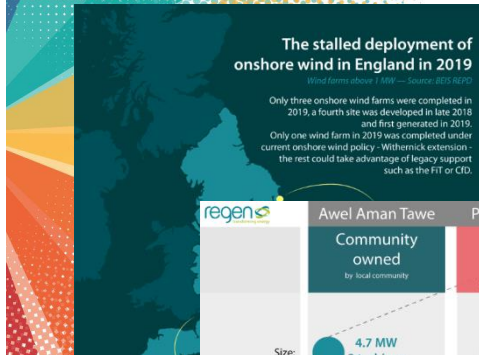 The stalled deployment of
onshore wind in England in 2019
Wind farms above 1 MW — Source: BEIS REPD
Only three onshore wind farms were completed in
2019, a fourth site was developed in late 2018
and first generated in 2019.
Only one wind farm in 2019 was completed under
current onshore wind policy - Withernick extension -
the rest could take advantage of legacy support
such as the FiT or CfD.
regen
Awel Aman Tawe
P
Community
owned
by local community
Size:
4.7 MW